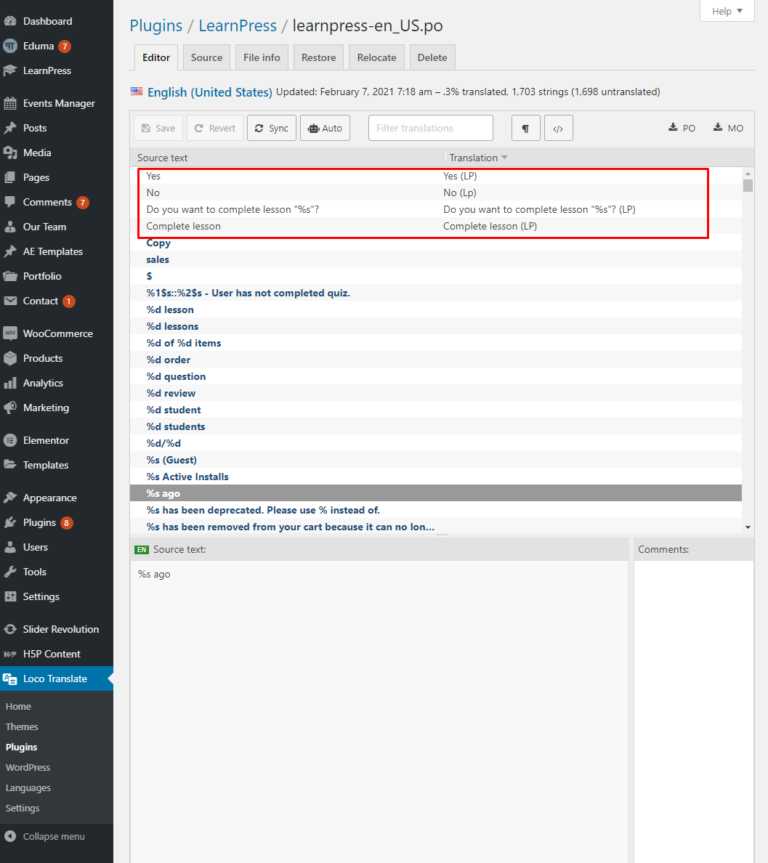 Help ▼
Dashboard
Eduma 7
LearnPress
Events Manager
Posts
Media
Pages
Comments 7
Our Team
AE Templates
Portfolio
Contact 1
WooCommerce
Products
Analytics
Marketing
Elementor
Templates
Appearance
Plugins 8
Users
Tools
Settings
Slider Revolution
H5P H5P Content
Loco Translate
Home
Themes
Plugins
WordPress
Languages
Settings
Collapse menu
Plugins / LearnPress / learnpress-en_US.po
Editor Source File info Restore Relocate Delete
English (United States) Updated: February 7, 2021 7:18 am – .3% translated, 1,703 strings (1,698 untranslated)
Save Revert Sync Auto Filter translations ¶ </> PO MO
Source text Translation
Yes Yes (LP)
No No (Lp)
Do you want to complete lesson "%s"? Do you want to complete lesson "%s"? (LP)
Complete lesson Complete lesson (LP)
Copy
sales
$
%1$s::%2$s - User has not completed quiz.
%d lesson
%d lessons
%d of %d items
%d order
%d question
%d review
%d student
%d students
%d/%d
%s (Guest)
%s Active Installs
%s ago
%s has been deprecated. Please use % instead of.
%s has been removed from your cart because it can no lon...
EN Source text: Comments:
%s ago